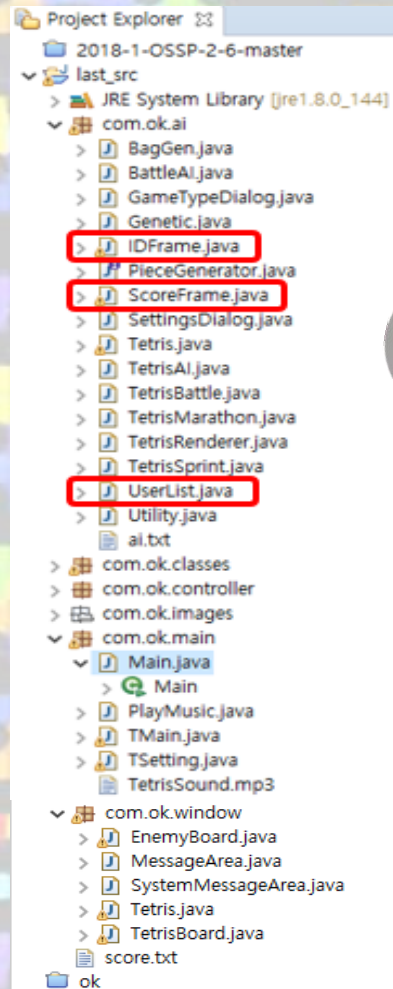 Project Explorer
2018-1-OSSP-2-6-master
last_src
JRE System Library [jre1.8.0_144]
com.ok.ai
BagGen.java
BattleAI.java
GameTypeDialog.java
Genetic.java
IDFrame.java
PieceGenerator.java
ScoreFrame.java
SettingsDialog.java
Tetris.java
TetrisAI.java
TetrisBattle.java
TetrisMarathon.java
TetrisRenderer.java
TetrisSprint.java
UserList.java
Utility.java
ai.txt
com.ok.classes
com.ok.controller
com.ok.images
com.ok.main
Main.java
Main
PlayMusic.java
TMain.java
TSetting.java
TetrisSound.mp3
com.ok.window
EnemyBoard.java
MessageArea.java
SystemMessageArea.java
Tetris.java
TetrisBoard.java
score.txt
ok